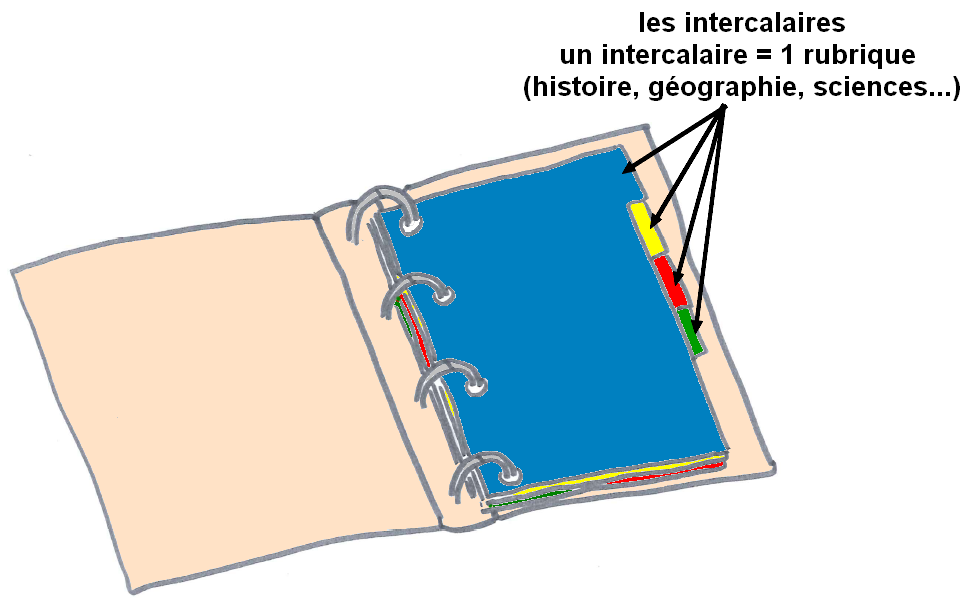 les intercalaires
un intercalaire = 1 rubrique
(histoire, géographie, sciences...)